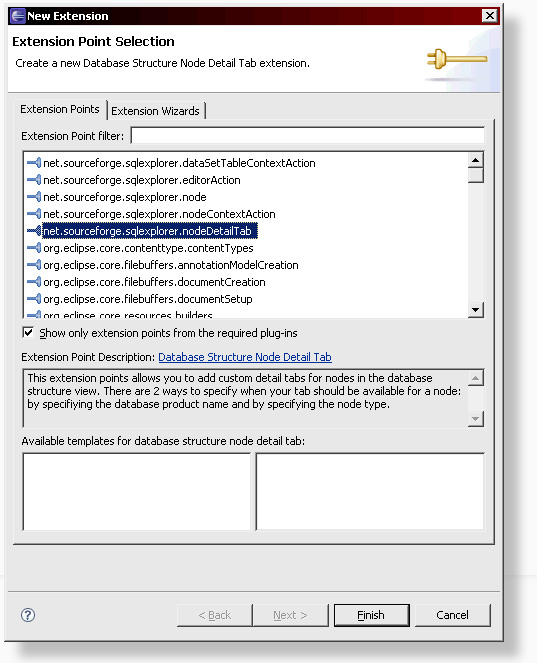 New Extension
Extension Point Selection
Create a new Database Structure Node Detail Tab extension.
Extension Points
Extension Wizards
Extension Point filter:
net.sourceforge.sqlexplorer.dataSetTableContextAction
net.sourceforge.sqlexplorer.editorAction
net.sourceforge.sqlexplorer.node
net.sourceforge.sqlexplorer.nodeContextAction
net.sourceforge.sqlexplorer.nodeDetailTab
org.eclipse.core.contenttype.contentTypes
org.eclipse.core.filebuffers.annotationModelCreation
org.eclipse.core.filebuffers.documentCreation
org.eclipse.core.filebuffers.documentSetup
org.eclipse.core.resources.builders
Show only extension points from the required plug-ins
Extension Point Description: Database Structure Node Detail Tab
This extension points allows you to add custom detail tabs for nodes in the database
structure view. There are 2 ways to specify when your tab should be available for a node:
by specifiying the database product name and by specifying the node type.
Available templates for database structure node detail tab:
?
< Back
Next >
Finish
Cancel